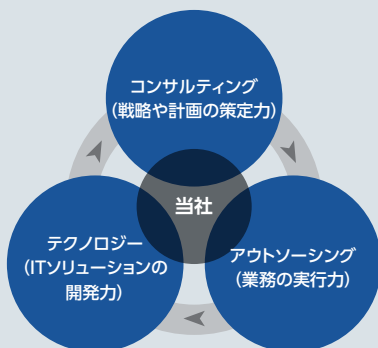 コンサルティング
(戦略や計画の策定力)
当社
テクノロジー
(ITソリューションの
開発力)
アウトソーシング
(業務の実行力)